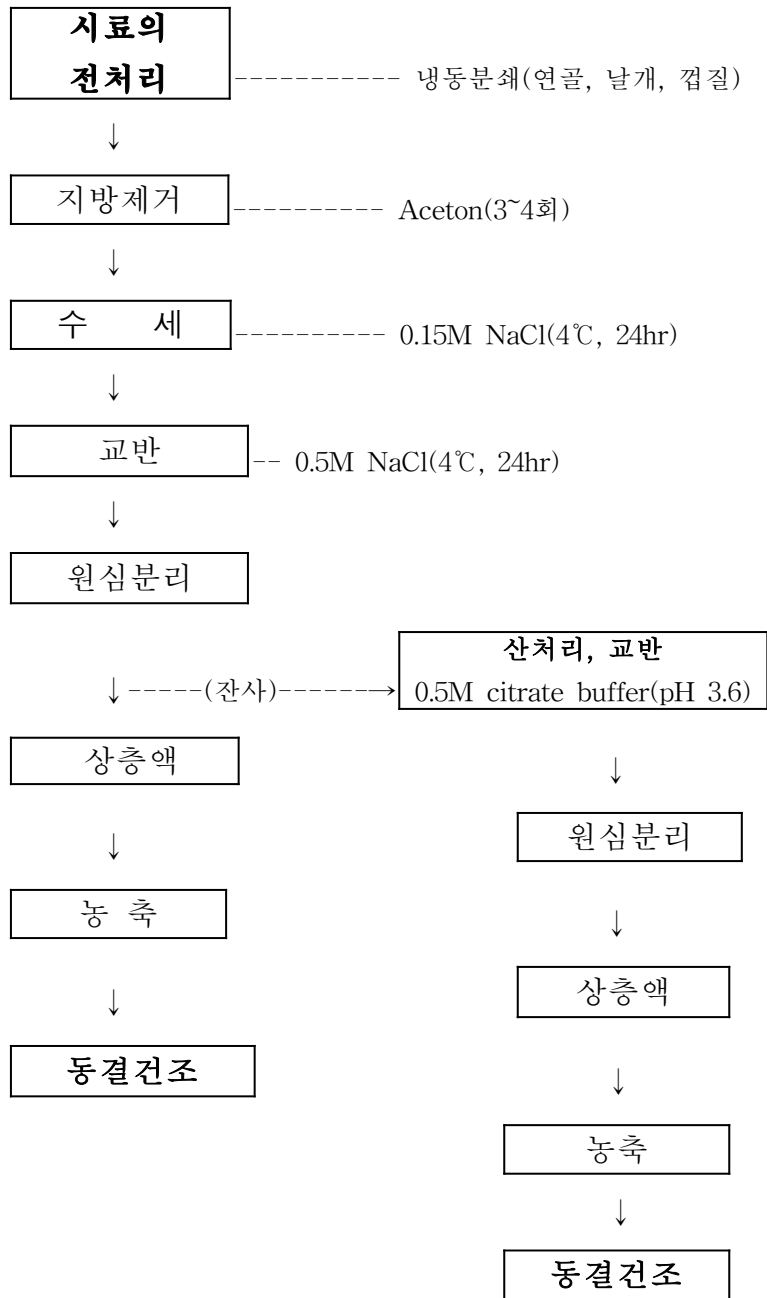 시료의
전처리
----------- 냉동분쇄(연골, 날개, 껍질)
↓
지방제거
---------- Aceton(3~4회)
↓
수 세
---------- 0.15M NaCl(4℃, 24hr)
↓
교반
-- 0.5M NaCl(4℃, 24hr)
↓
원심분리
↓-----(잔사)------→
산처리, 교반
0.5M citrate buffer(pH 3.6)
상층액
↓
원심분리
↓
농 축
↓
상층액
↓
동결건조
↓
농축
↓
동결건조